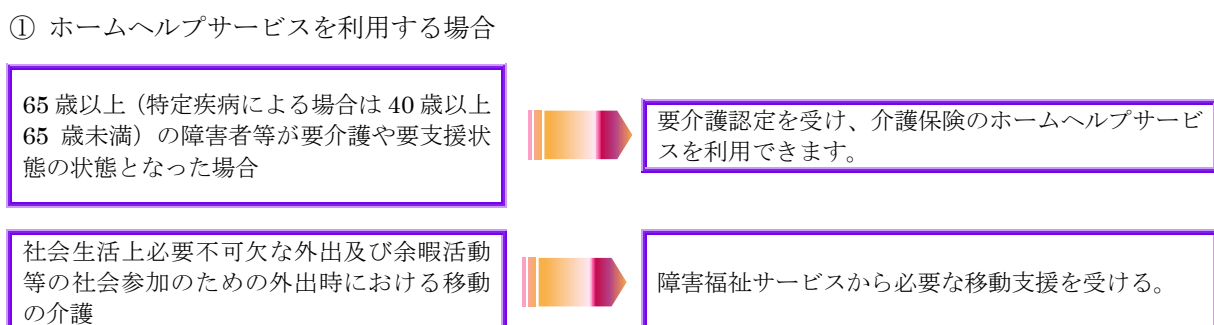 ① ホームヘルプサービスを利用する場合
65 歳以上（特定疾病による場合は 40 歳以上
65 歳未満）の障害者等が要介護や要支援状
態の状態となった場合
要介護認定を受け、介護保険のホームヘルプサービ
スを利用できます。
社会生活上必要不可欠な外出及び余暇活動
等の社会参加のための外出時における移動
の介護
障害福祉サービスから必要な移動支援を受ける。